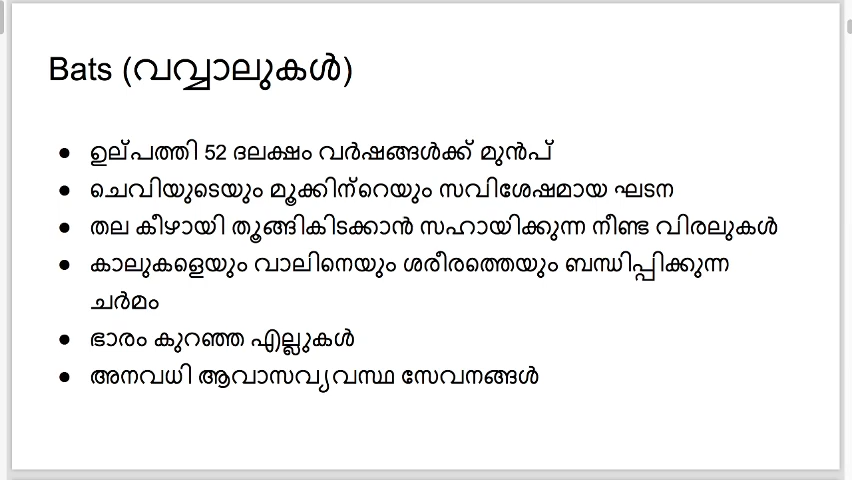 Bats (വവ്വാലുകൾ)
● ഉല്പത്തി 52 ദലക്ഷം വർഷങ്ങൾക്ക് മുൻപ്
● ചെവിയുടെയും മൂക്കിന്റെയും സവിശേഷമായ ഘടന
● തല കീഴായി തൂങ്ങികിടക്കാൻ സഹായിക്കുന്ന നീണ്ട വിരലുകൾ
● കാലുകളെയും വാലിനെയും ശരീരത്തെയും ബന്ധിപ്പിക്കുന്ന
ചർമം
● ഭാരം കുറഞ്ഞ എല്ലുകൾ
● അനവധി ആവാസവ്യവസ്ഥ സേവനങ്ങൾ